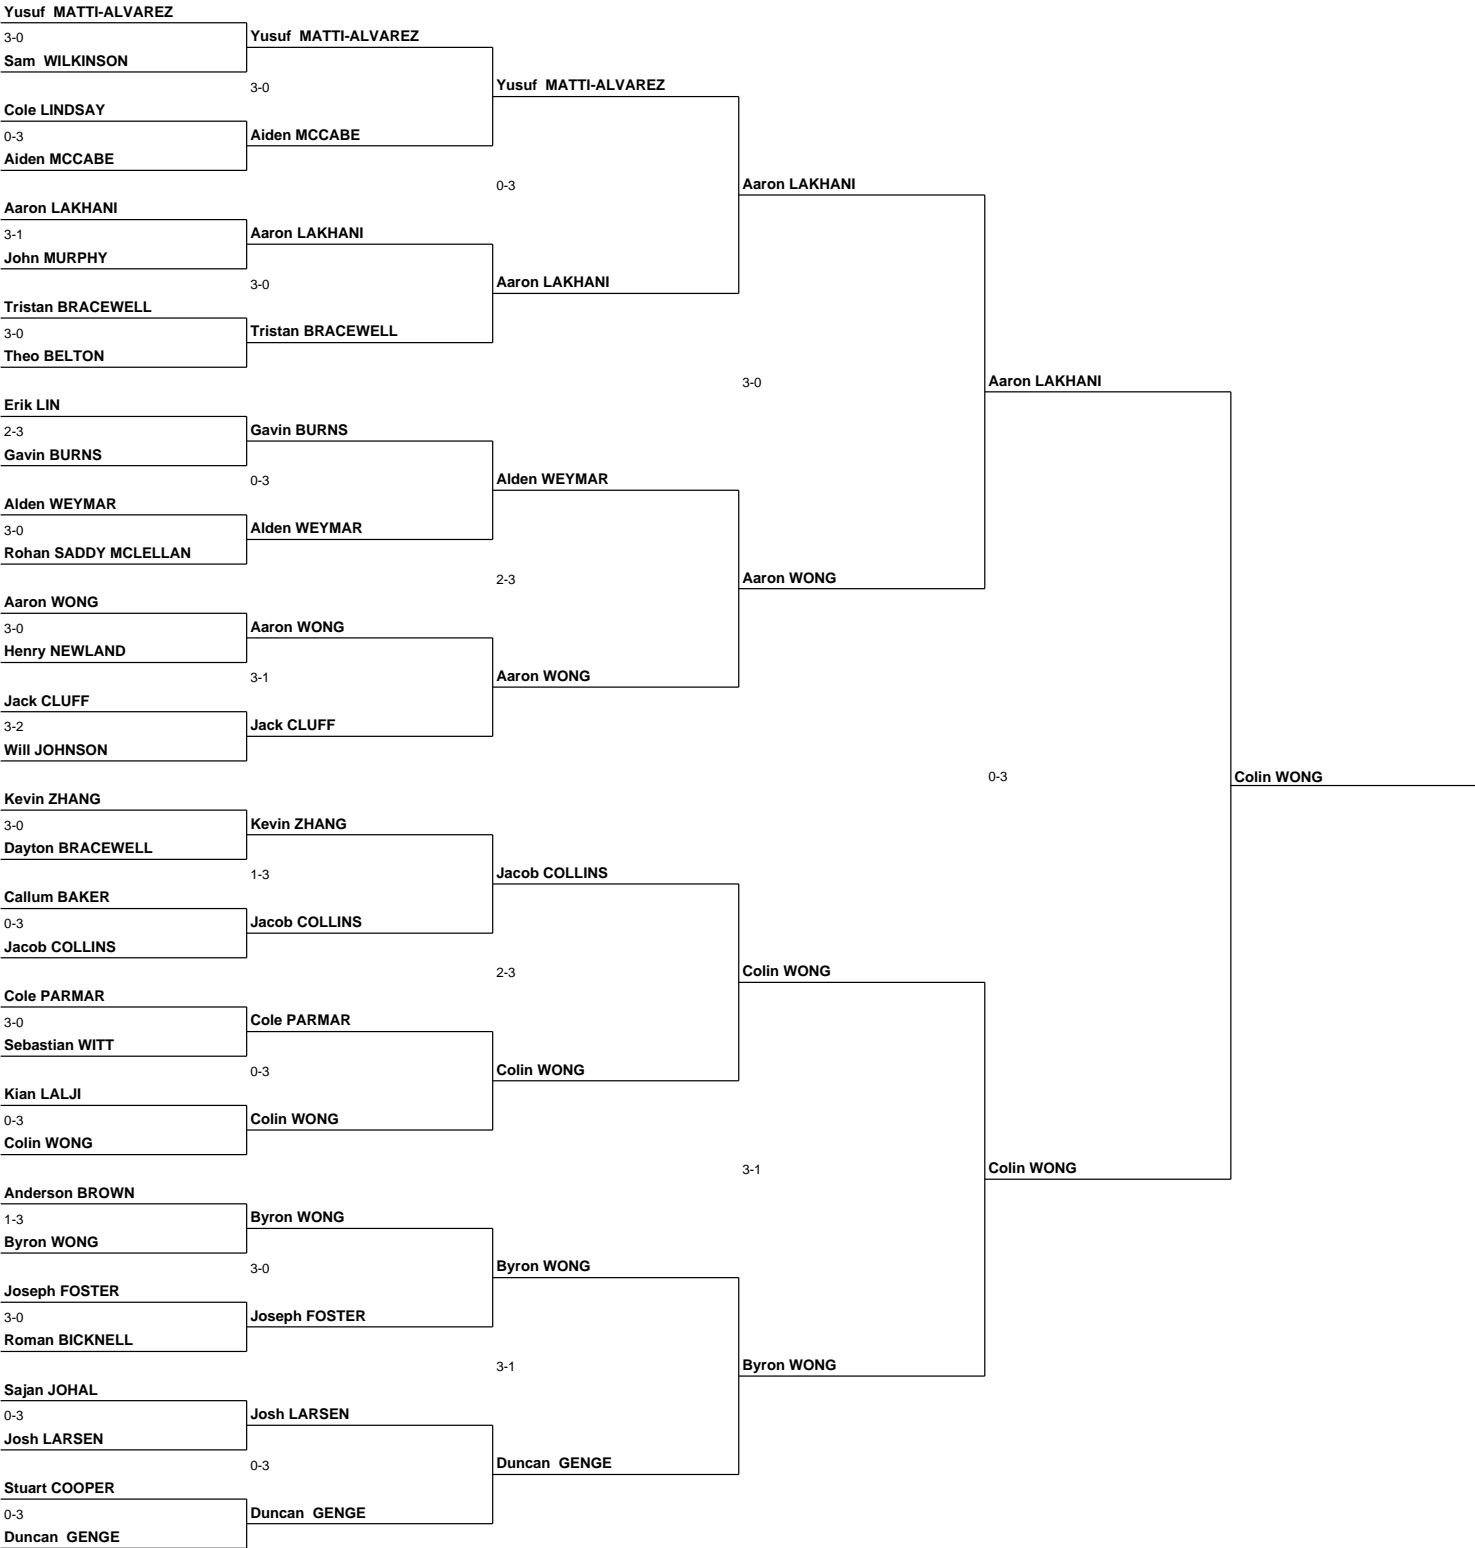 Yusuf  MATTI-ALVAREZ
3-0
Sam  WILKINSON
Cole LINDSAY
0-3
Aiden MCCABE
Aaron LAKHANI
3-1
John MURPHY
Tristan BRACEWELL
3-0
Theo BELTON
Erik LIN
2-3
Gavin BURNS
Alden WEYMAR
3-0
Rohan SADDY MCLELLAN
Aaron WONG
3-0
Henry NEWLAND
Jack CLUFF
3-2
Will JOHNSON
Kevin ZHANG
3-0
Dayton BRACEWELL
Callum BAKER
0-3
Jacob COLLINS
Cole PARMAR
3-0
Sebastian WITT
Kian LALJI
0-3
Colin WONG
Anderson BROWN
1-3
Byron WONG
Joseph FOSTER
3-0
Roman BICKNELL
Sajan JOHAL
0-3
Josh LARSEN
Stuart COOPER
0-3
Duncan  GENGE
Yusuf  MATTI-ALVAREZ
3-0
Aiden MCCABE
Aaron LAKHANI
3-0
Tristan BRACEWELL
Gavin BURNS
0-3
Alden WEYMAR
Aaron WONG
3-1
Jack CLUFF
Kevin ZHANG
1-3
Jacob COLLINS
Cole PARMAR
0-3
Colin WONG
Byron WONG
3-0
Joseph FOSTER
Josh LARSEN
0-3
Duncan  GENGE
Yusuf  MATTI-ALVAREZ
0-3
Aaron LAKHANI
Alden WEYMAR
2-3
Aaron WONG
Jacob COLLINS
2-3
Colin WONG
Byron WONG
3-1
Duncan  GENGE
Aaron LAKHANI
3-0
Aaron WONG
Colin WONG
3-1
Byron WONG
Aaron LAKHANI
0-3
Colin WONG
Colin WONG